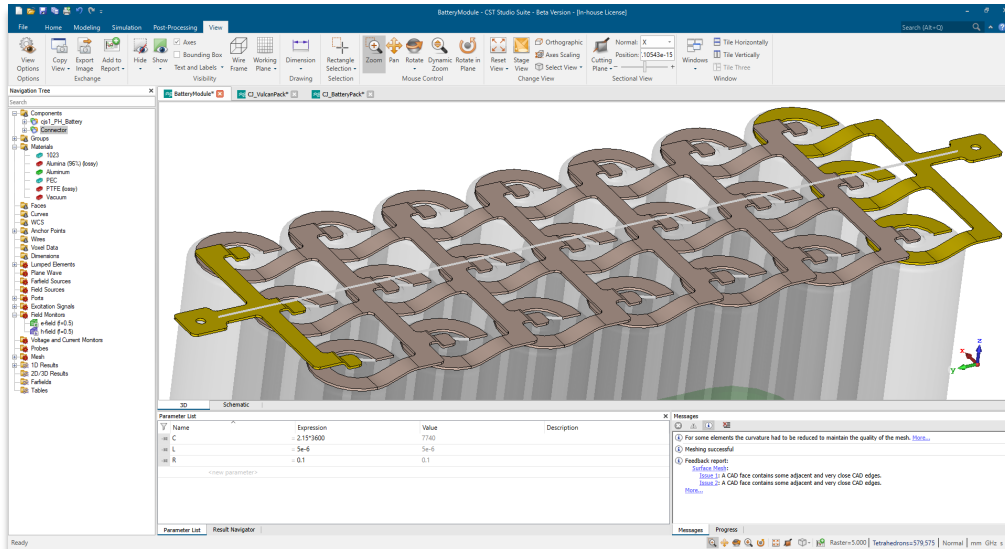 BatteryModule - CST Studio Suite - Beta Version - [In-house License]
File Home Modeling Simulation Post-Processing View Search (Alt+Q)
View Options Copy View Export Image Add to Report Hide Show Axes Bounding Box Text and Labels Wire Frame Working Plane Dimension Rectangle Selection Zoom Pan Rotate Dynamic Zoom Rotate in Plane Reset View Stage View Orthographic Axes Scaling Select View Cutting Plane Normal: X Position: .10543e-15 Windows Tile Horizontally Tile Vertically Tile Three
Options Exchange Visibility Drawing Selection Mouse Control Change View Sectional View Window
Navigation Tree
BatteryModule* CJ_VulcanPack* CJ_BatteryPack*
Search
Components
cjs1_PH_Battery
Connector
Groups
Materials
1023
Alumina (96%) (lossy)
Aluminum
PEC
PTFE (lossy)
Vacuum
Faces
Curves
WCS
Anchor Points
Wires
Voxel Data
Dimensions
Lumped Elements
Plane Wave
Farfield Sources
Field Sources
Ports
Excitation Signals
Field Monitors
e-field (f=0.5)
h-field (f=0.5)
Voltage and Current Monitors
Probes
Mesh
1D Results
2D/3D Results
Farfields
Tables
x y z
3D Schematic
Parameter List
Name Expression Value Description
C = 2.15*3600 7740
L = 5e-6 5e-6
R = 0.1 0.1
<new parameter>
Parameter List Result Navigator
Messages
For some elements the curvature had to be reduced to maintain the quality of the mesh. More...
Meshing successful
Feedback report:
Surface Mesh:
Issue 1: A CAD face contains some adjacent and very close CAD edges.
Issue 2: A CAD face contains some adjacent and very close CAD edges.
More...
Messages Progress
Ready Raster=5.000 Tetrahedrons=579,575 Normal mm GHz s